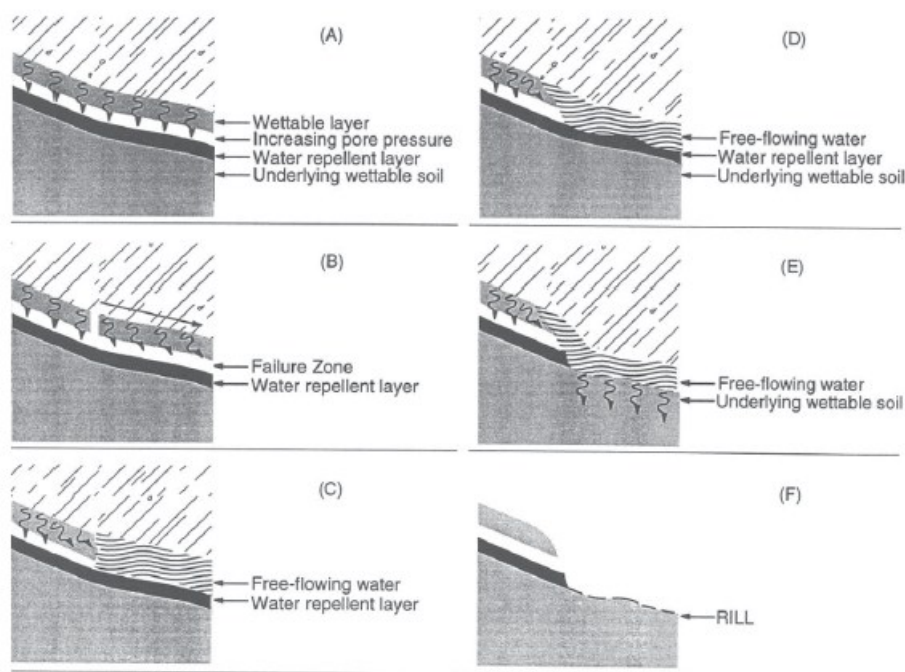 (A)
Wettable layer
Increasing pore pressure
Water repellent layer
Underlying wettable soil
(B)
Failure Zone
Water repellent layer
(C)
Free-flowing water
Water repellent layer
(D)
Free-flowing water
Water repellent layer
Underlying wettable soil
(E)
Free-flowing water
Underlying wettable soil
(F)
RILL